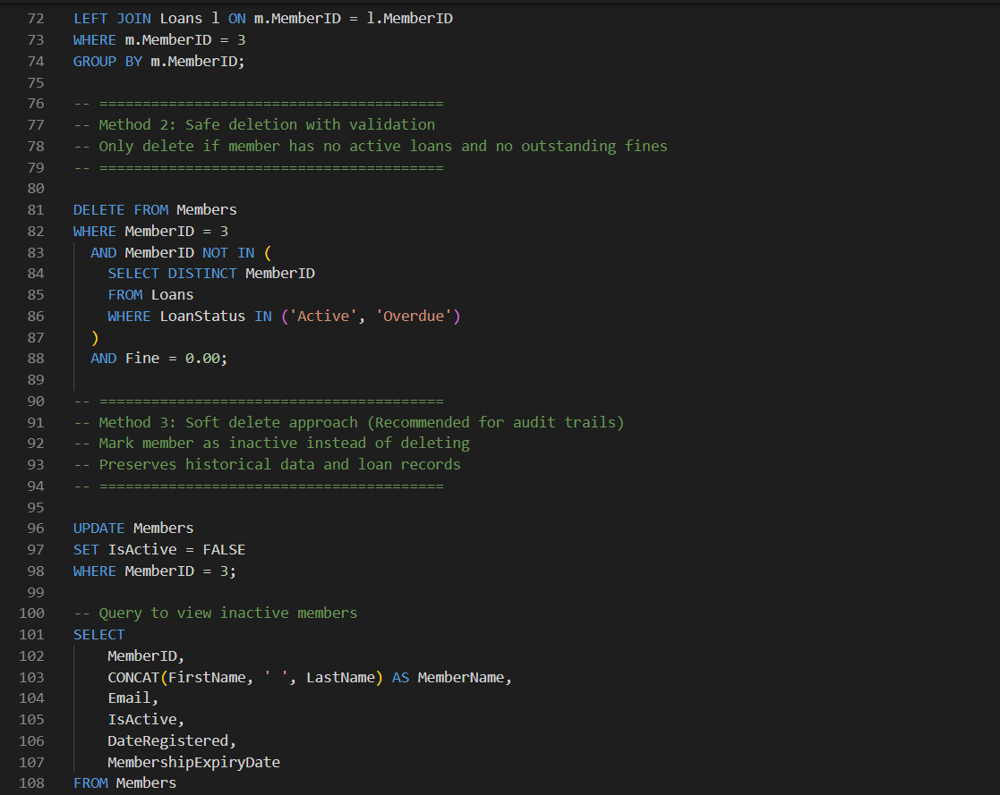 72 LEFT JOIN Loans l ON m.MemberID = l.MemberID
73 WHERE m.MemberID = 3
74 GROUP BY m.MemberID;
75
76 -- ========================================
77 -- Method 2: Safe deletion with validation
78 -- Only delete if member has no active loans and no outstanding fines
79 -- ========================================
80
81 DELETE FROM Members
82 WHERE MemberID = 3
83   AND MemberID NOT IN (
84     SELECT DISTINCT MemberID
85     FROM Loans
86     WHERE LoanStatus IN ('Active', 'Overdue')
87   )
88   AND Fine = 0.00;
89
90 -- ========================================
91 -- Method 3: Soft delete approach (Recommended for audit trails)
92 -- Mark member as inactive instead of deleting
93 -- Preserves historical data and loan records
94 -- ========================================
95
96 UPDATE Members
97 SET IsActive = FALSE
98 WHERE MemberID = 3;
99
100 -- Query to view inactive members
101 SELECT
102     MemberID,
103     CONCAT(FirstName, ' ', LastName) AS MemberName,
104     Email,
105     IsActive,
106     DateRegistered,
107     MembershipExpiryDate
108 FROM Members